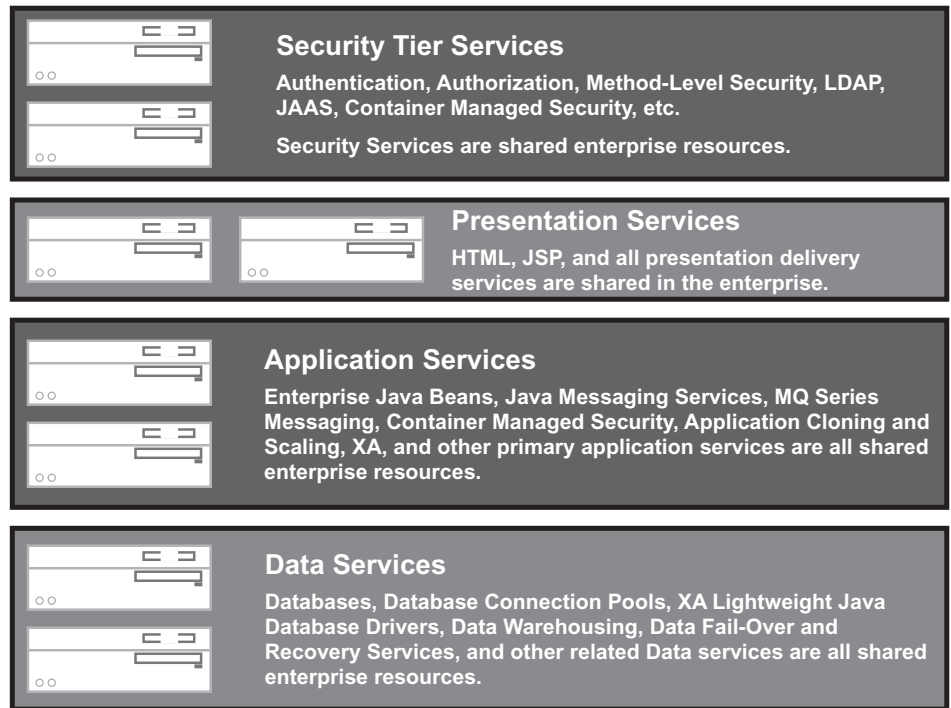 Security Tier Services
Authentication, Authorization, Method-Level Security, LDAP,
JAAS, Container Managed Security, etc.
Security Services are shared enterprise resources.
Presentation Services
HTML, JSP, and all presentation delivery
services are shared in the enterprise.
Application Services
Enterprise Java Beans, Java Messaging Services, MQ Series
Messaging, Container Managed Security, Application Cloning and
Scaling, XA, and other primary application services are all shared
enterprise resources.
Data Services
Databases, Database Connection Pools, XA Lightweight Java
Database Drivers, Data Warehousing, Data Fail-Over and
Recovery Services, and other related Data services are all shared
enterprise resources.